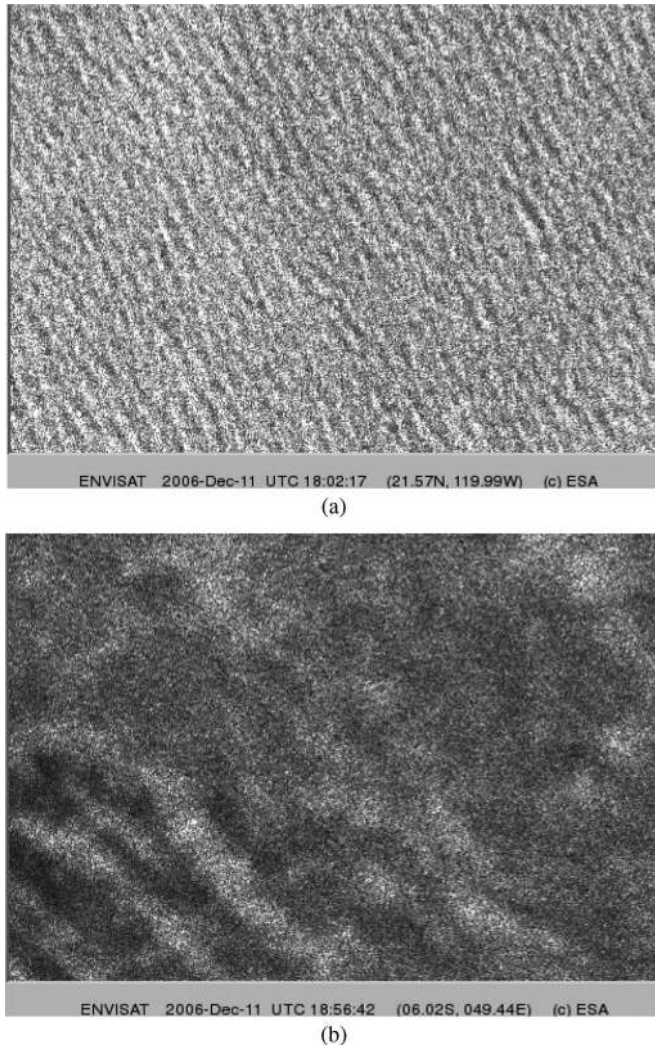 ENVISAT 2006-Dec-11 UTC 18:02:17 (21.57N, 119.99W) (c) ESA
(a)
ENVISAT 2006-Dec-11 UTC 18:56:42 (06.02S, 049.44E) (c) ESA
(b)